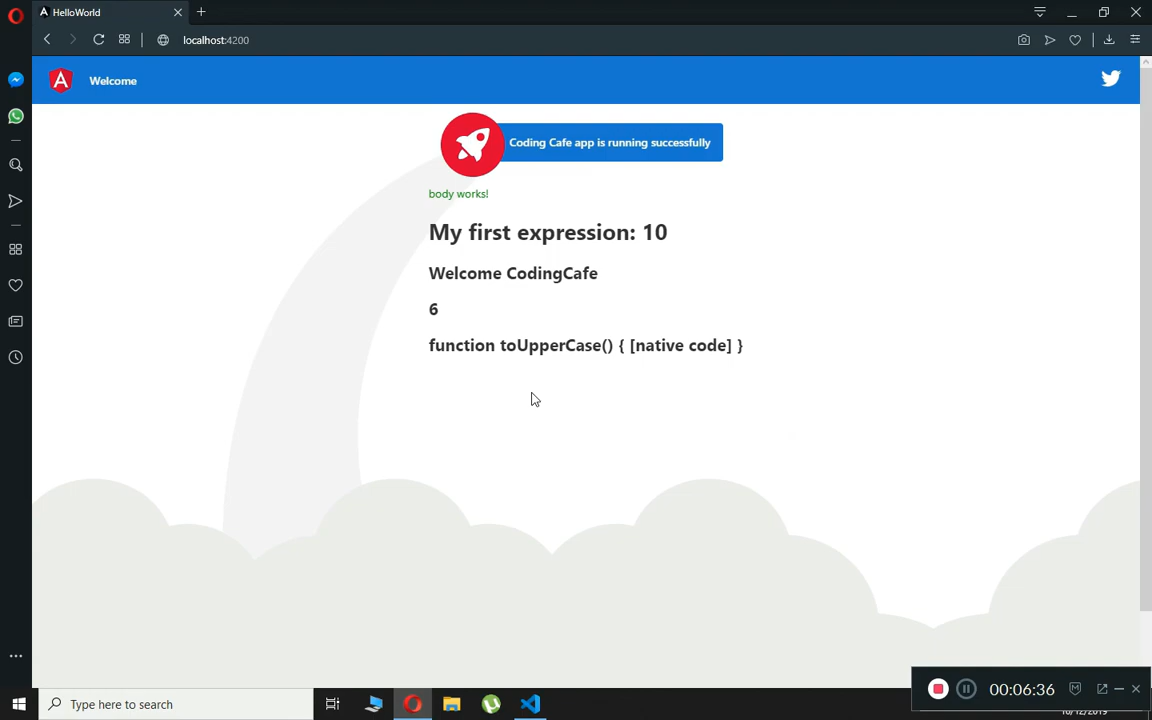 HelloWorld
localhost:4200
Welcome
Coding Cafe app is running successfully
body works!
My first expression: 10
Welcome CodingCafe
6
function toUpperCase() { [native code] }
Type here to search
00:06:36